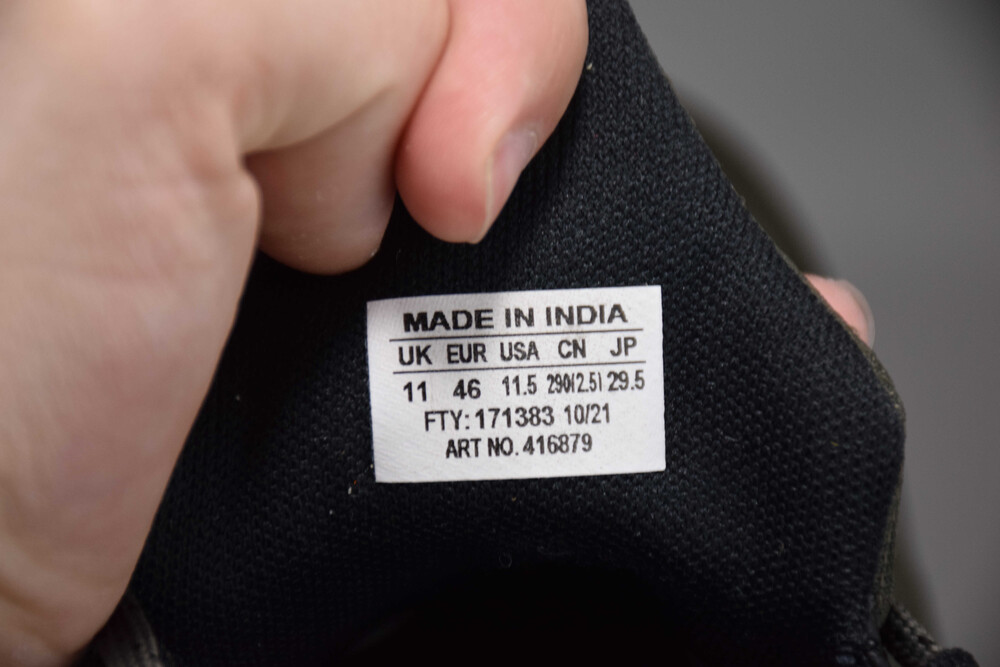 MADE IN INDIA
UK EUR USA CN JP
11 46 11.5 290(2.5) 29.5
FTY: 171383 10/21
ART NO. 416879